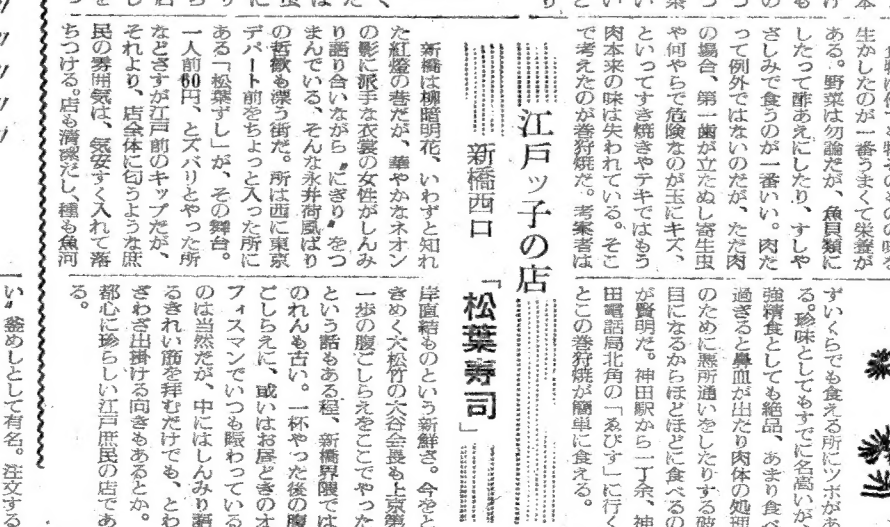 生かしたのが一番うまくて栄養が
ある。野菜は勿論だが、魚貝類に
したって酢あえにしたり、すしや
さしみで食うのが一番いい。肉だ
って例外ではないのだが、ただ肉
の場合、第一歯が立たぬし寄生虫
や何やらで危険なのが玉にキズ、
といってすき焼きやテキではもう
肉本来の味は失われている。そこ
で考えたのが巻狩焼だ。考案者は
ずいくらでも食える所にツボがあ
る。珍味としてもすでに名高いが
強精食としても絶品、あまり食べ
過ぎると鼻血が出たり肉体の処理
のために悪所通いをしたりする破
目になるからほどほどに食べるの
が賢明だ。神田駅から一丁余、神
田電話局北角の「ゑびす」に行く
とこの巻狩焼が簡単に食える。
江戸ッ子の店
新橋西口
「松葉寿司」
新橋は柳暗明花、いわずと知れ
た紅燈の巷だが、華やかなネオン
の影に派手な衣裳の女性がしんみ
り語り合いながら〝にぎり〟をつ
まんでいる、そんな永井荷風ばり
の哲歓も漂う街だ。所は西に東京
デパート前をちょっと入った所に
ある「松葉ずし」が、その舞台。
一人前60円、とズバリとやった所
などさすが江戸前のキップだが、
それより、店全体に匂うような庶
民の雰囲気は、気安すく入れて落
ちつける。店も清潔だし、種も魚河
岸直結ものという新鮮さ。今をと
きめく大松竹の大谷会長も上京第
一歩の腹ごしらえをここでやった
という話もある程、新橋界隈では
のれんも古い。一杯やった後の腹
ごしらえに、或いはお昼どきのオ
フィスマンでいつも賑わっている
のは当然だが、中にはしんみり語
るきれい筋を拝むだけでも、とわ
ざわざ出掛ける向きもあるとか。
都心に珍らしい江戸庶民の店であ
る。
い〟釜めしとして有名。注文する